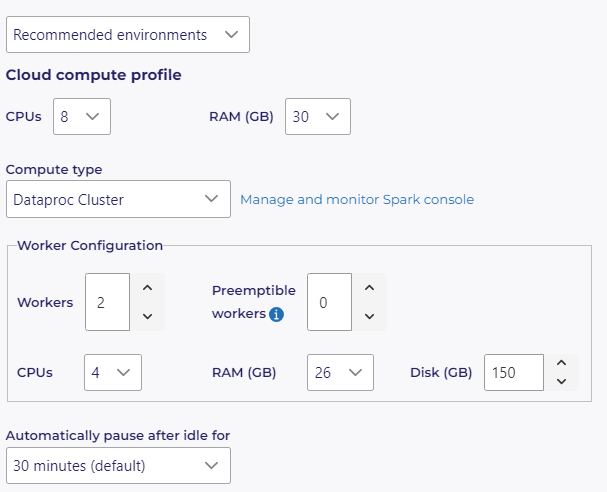 Recommended environments
Cloud compute profile
CPUs 8 RAM (GB) 30
Compute type
Dataproc Cluster Manage and monitor Spark console
Worker Configuration
Workers 2 Preemptible workers i 0
CPUs 4 RAM (GB) 26 Disk (GB) 150
Automatically pause after idle for
30 minutes (default)